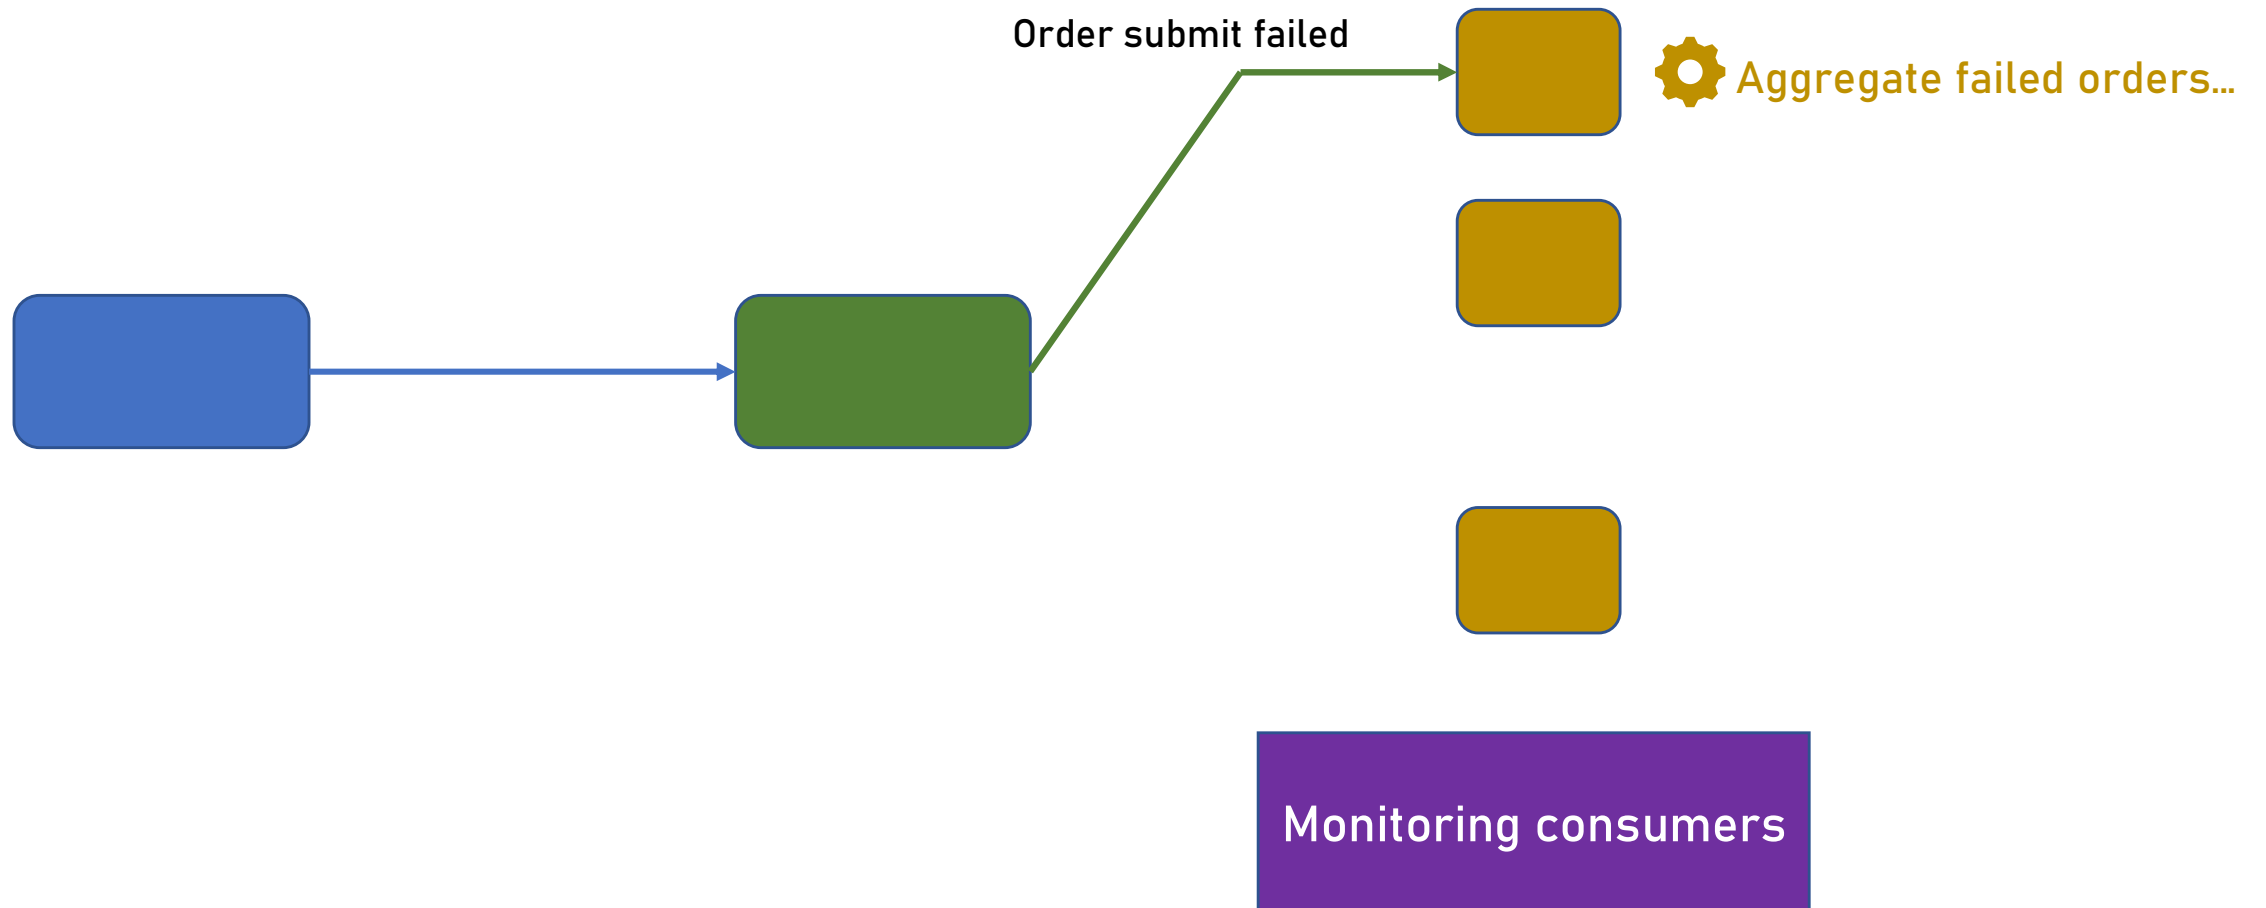 Order submit failed
Aggregate failed orders...
Monitoring consumers